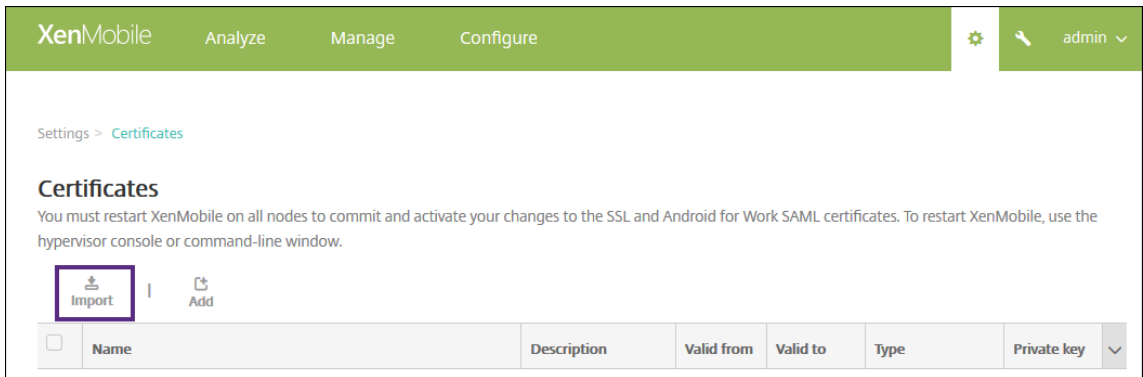 XenMobile Analyze Manage Configure admin
Settings > Certificates
Certificates
You must restart XenMobile on all nodes to commit and activate your changes to the SSL and Android for Work SAML certificates. To restart XenMobile, use the
hypervisor console or command-line window.
Import | Add
Name Description Valid from Valid to Type Private key